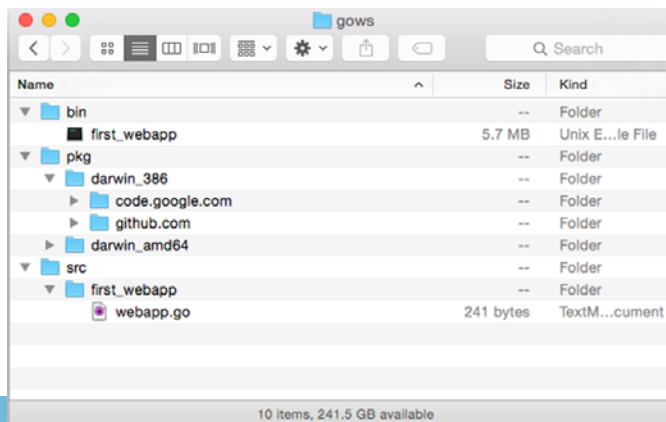 gows
Search
Name Size Kind
bin -- Folder
first_webapp 5.7 MB Unix E...le File
pkg -- Folder
darwin_386 -- Folder
code.google.com -- Folder
github.com -- Folder
darwin_amd64 -- Folder
src -- Folder
first_webapp -- Folder
webapp.go 241 bytes TextM...cument
10 items, 241.5 GB available